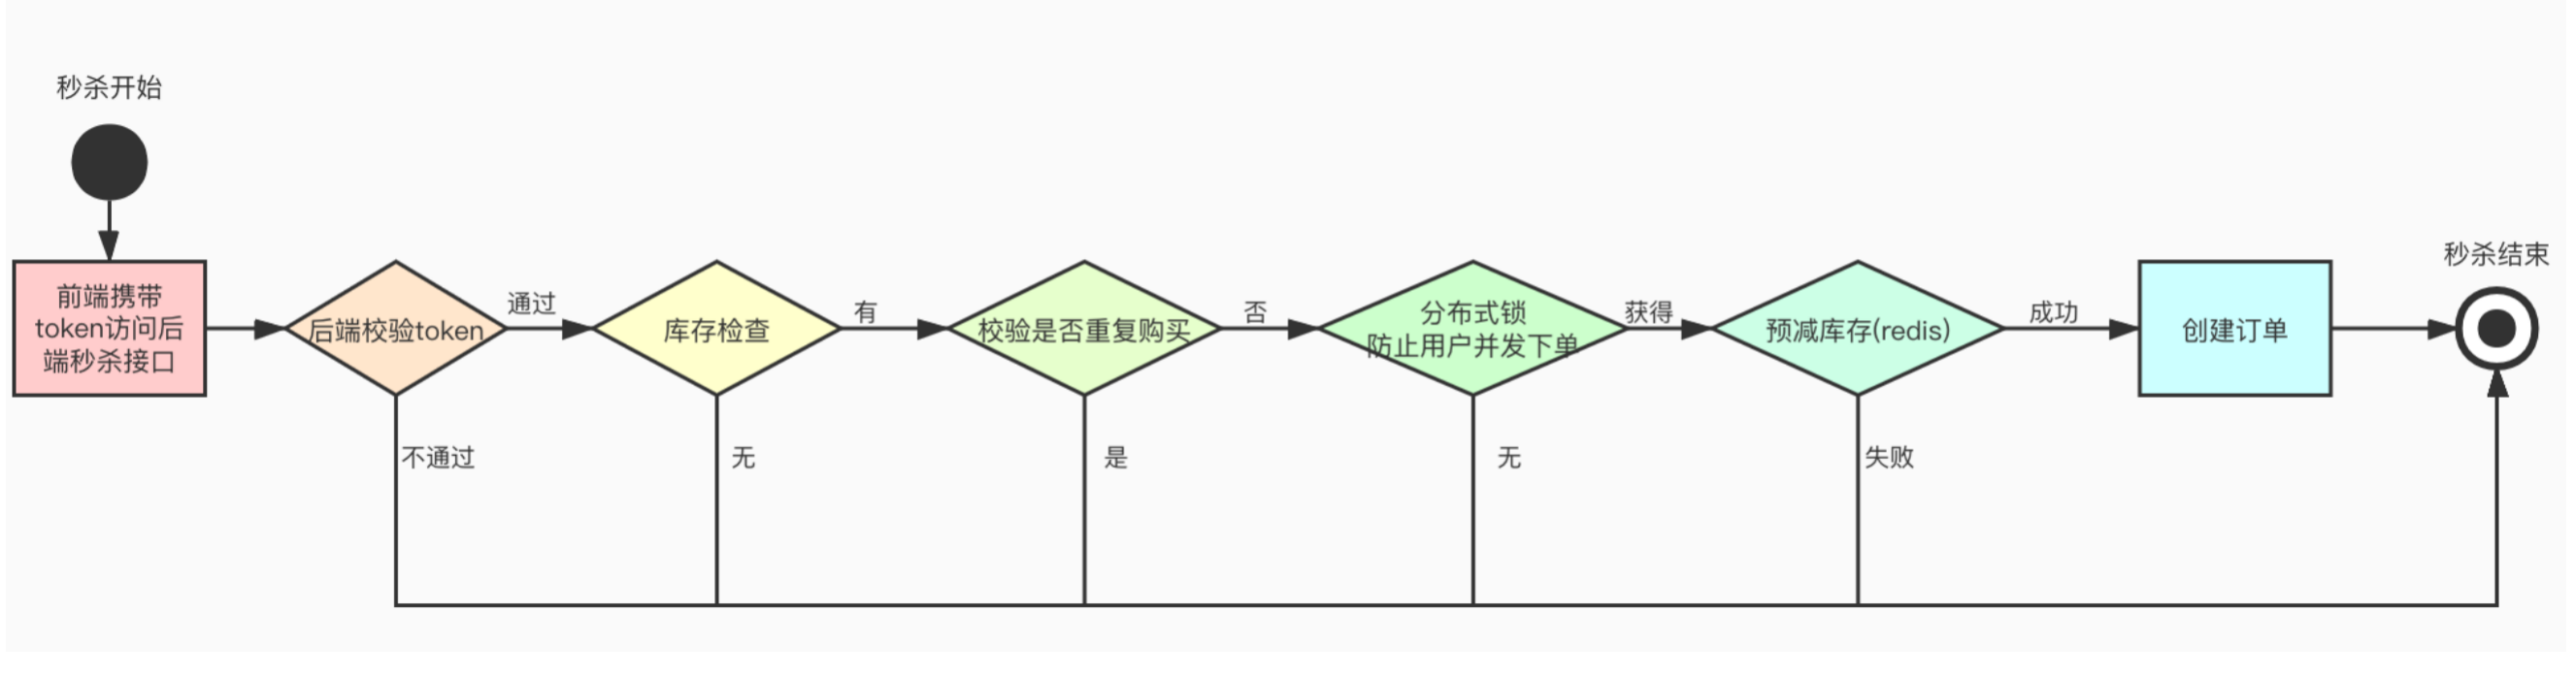 秒杀开始
前端携带
token访问后
端秒杀接口
后端校验token
通过
不通过
库存检查
有
无
校验是否重复购买
否
是
分布式锁
防止用户并发下单
获得
无
预减库存(redis)
成功
失败
创建订单
秒杀结束